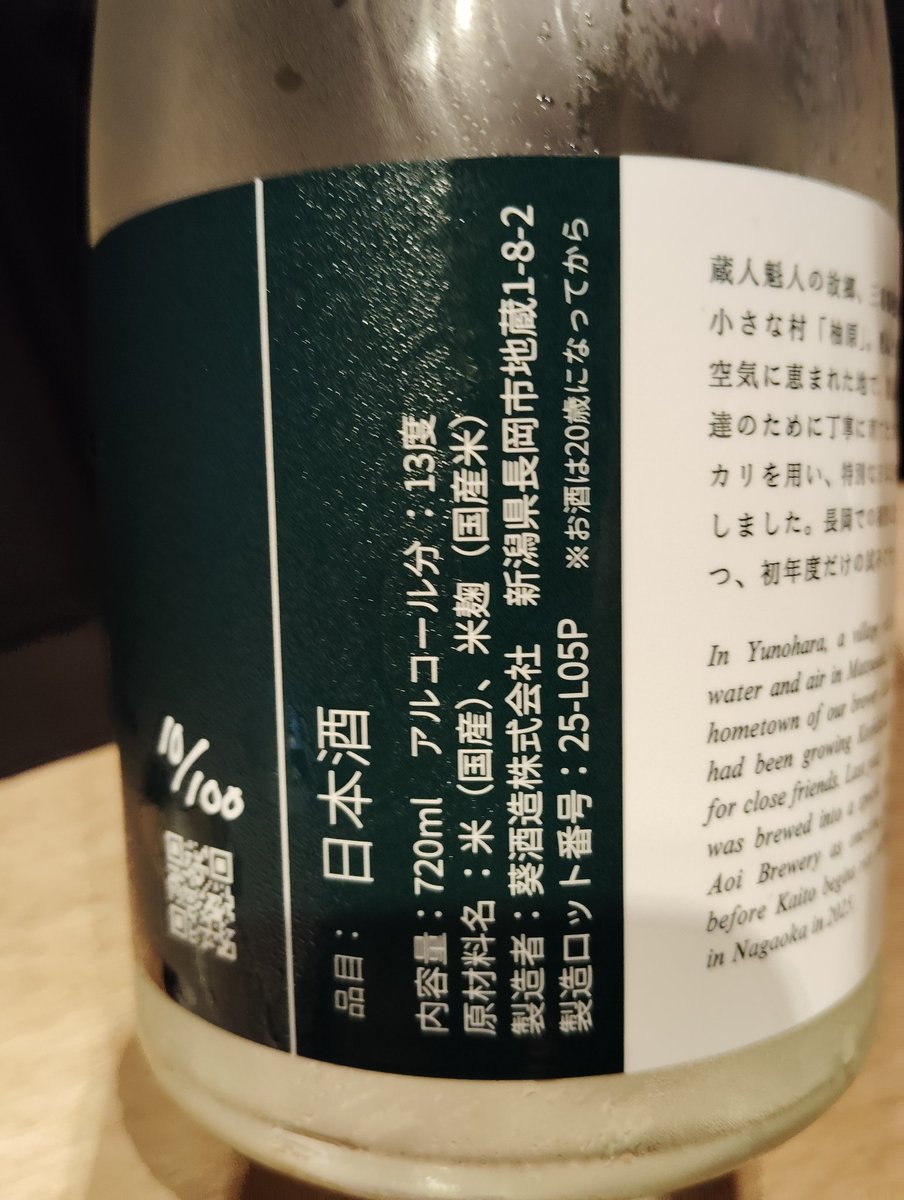 10/100
品目： 日本酒
内容量：720ml アルコール分：13度
原材料名：米（国産）、米麹（国産米）
製造者：葵酒造株式会社 新潟県長岡市地蔵1-8-2
製造ロット番号：25-L05P ※お酒は20歳になってから
蔵人魁人の故郷、三
小さな村「柚原」。
空気に恵まれた地で
達のために丁寧に
カリを用い、特別な
しました。長岡での
つ、初年度だけの試み
In Yunohara, a village
water and air in
hometown of our brewer
had been growing
for close friends. Last
was brewed into a
Aoi Brewery as
before Kaito began
in Nagaoka in 2025.